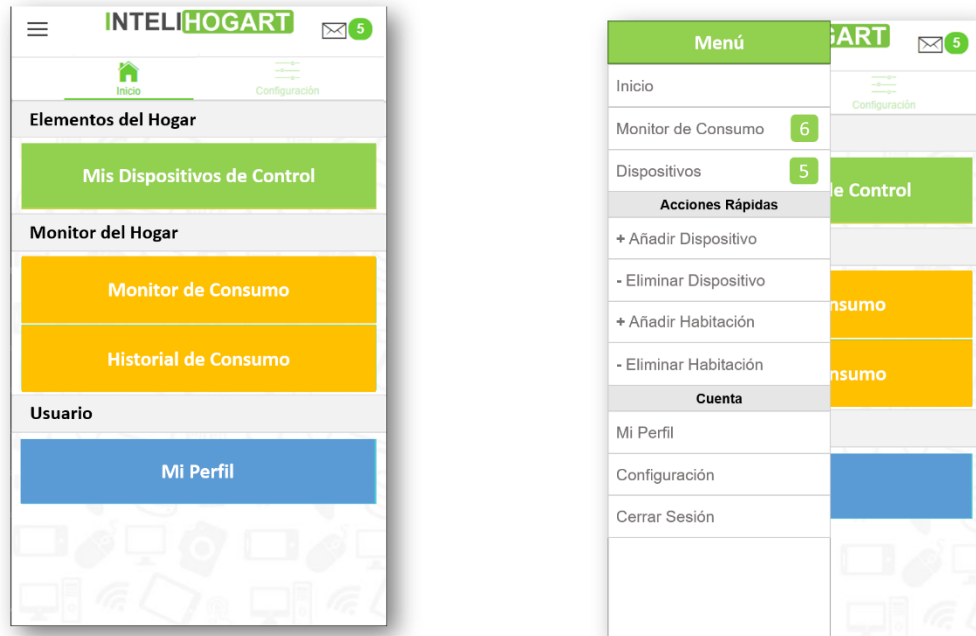 INTELIHOGART
5
Inicio
Configuración
Elementos del Hogar
Mis Dispositivos de Control
Monitor del Hogar
Monitor de Consumo
Historial de Consumo
Usuario
Mi Perfil
Menú
Inicio
Monitor de Consumo 6
Dispositivos 5
Acciones Rápidas
+ Añadir Dispositivo
- Eliminar Dispositivo
+ Añadir Habitación
- Eliminar Habitación
Cuenta
Mi Perfil
Configuración
Cerrar Sesión
GART
5
Configuración
e Control
nsumo
nsumo